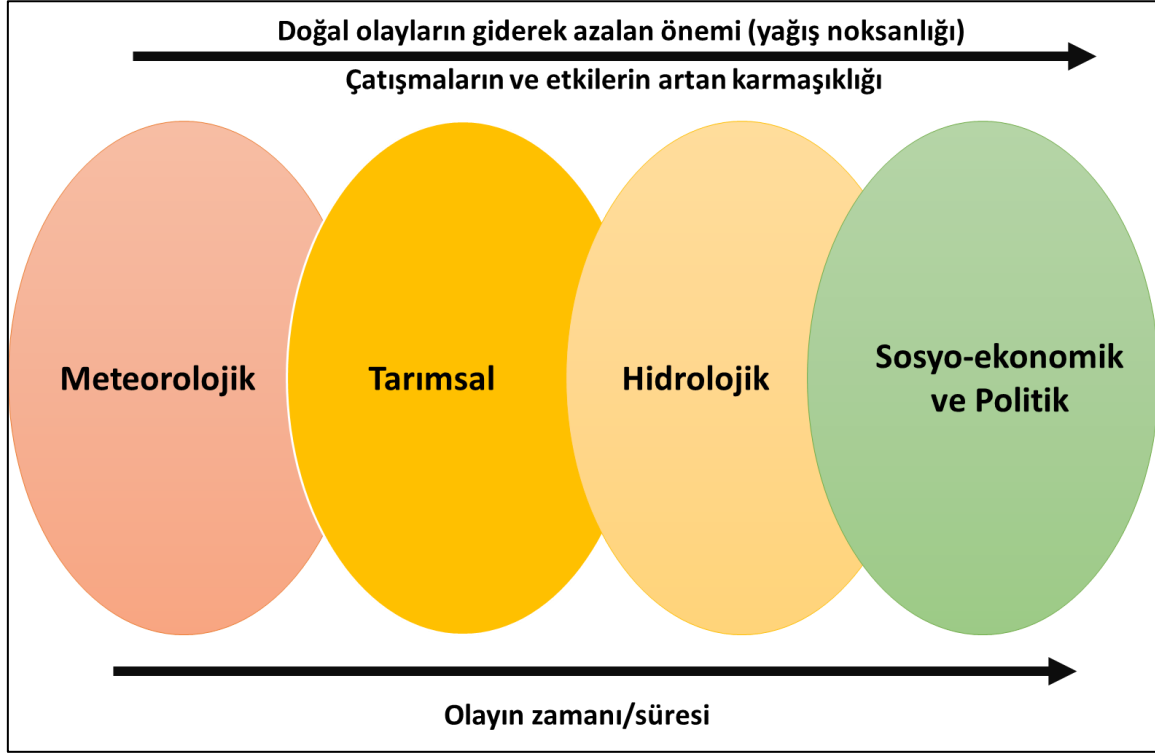 Doğal olayların giderek azalan önemi (yağış noksanlığı)
Çatışmaların ve etkilerin artan karmaşıklığı
Meteorolojik
Tarımsal
Hidrolojik
Sosyo-ekonomik
ve Politik
Olayın zamanı/süresi